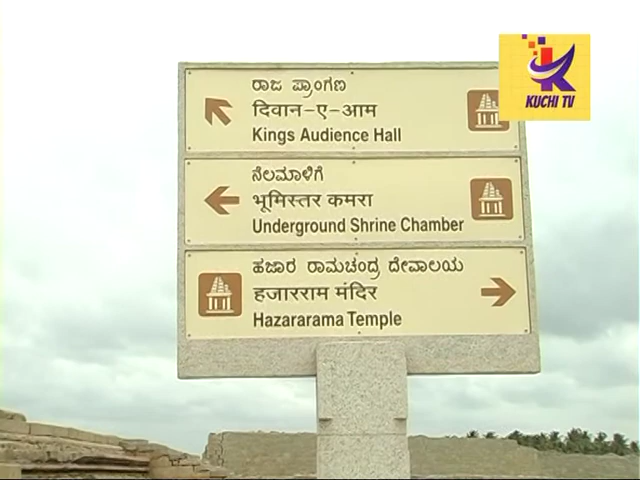 ರಾಜ ಪ್ರಾಂಗಣ
दिवान-ए-आम
Kings Audience Hall
ನೆಲಮಾಳಿಗೆ
भूमिस्तर कमरा
Underground Shrine Chamber
ಹಜಾರ ರಾಮಚಂದ್ರ ದೇವಾಲಯ
हजारराम मंदिर
Hazararama Temple
KUCHI TV